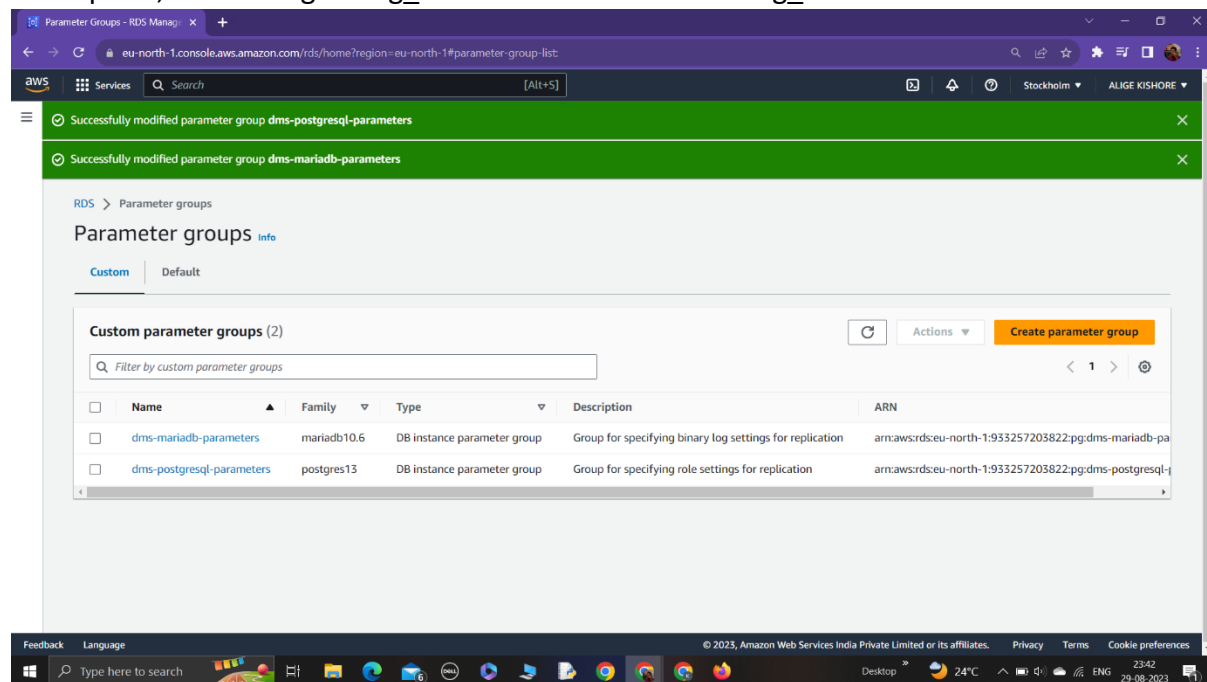 Parameter Groups - RDS Manag
eu-north-1.console.aws.amazon.com/rds/home?region=eu-north-1#parameter-group-list:
aws Services Search [Alt+S] Stockholm ALIGE KISHORE
Successfully modified parameter group dms-postgresql-parameters
Successfully modified parameter group dms-mariadb-parameters
RDS > Parameter groups
Parameter groups Info
Custom Default
Custom parameter groups (2) Actions Create parameter group
Filter by custom parameter groups < 1 >
Name Family Type Description ARN
dms-mariadb-parameters mariadb10.6 DB instance parameter group Group for specifying binary log settings for replication arn:aws:rds:eu-north-1:933257203822:pg:dms-mariadb-pa
dms-postgresql-parameters postgres13 DB instance parameter group Group for specifying role settings for replication arn:aws:rds:eu-north-1:933257203822:pg:dms-postgresql-
Feedback Language © 2023, Amazon Web Services India Private Limited or its affiliates. Privacy Terms Cookie preferences
Type here to search DELL 6 Desktop » 24°C ENG 23:42
29-08-2023 1